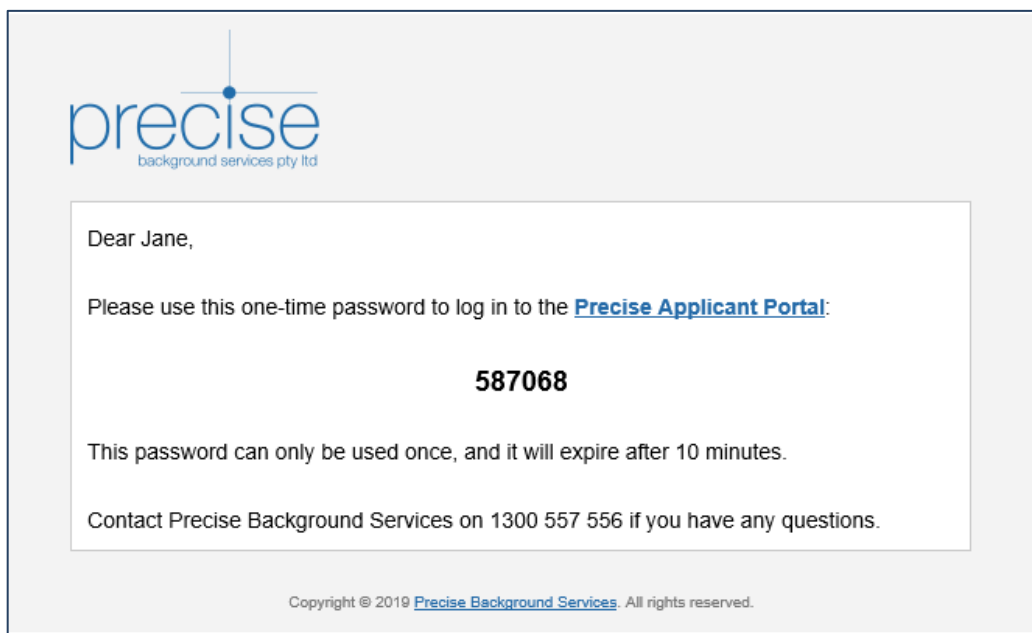 precise
background services pty ltd
Dear Jane,
Please use this one-time password to log in to the Precise Applicant Portal:
587068
This password can only be used once, and it will expire after 10 minutes.
Contact Precise Background Services on 1300 557 556 if you have any questions.
Copyright © 2019 Precise Background Services. All rights reserved.